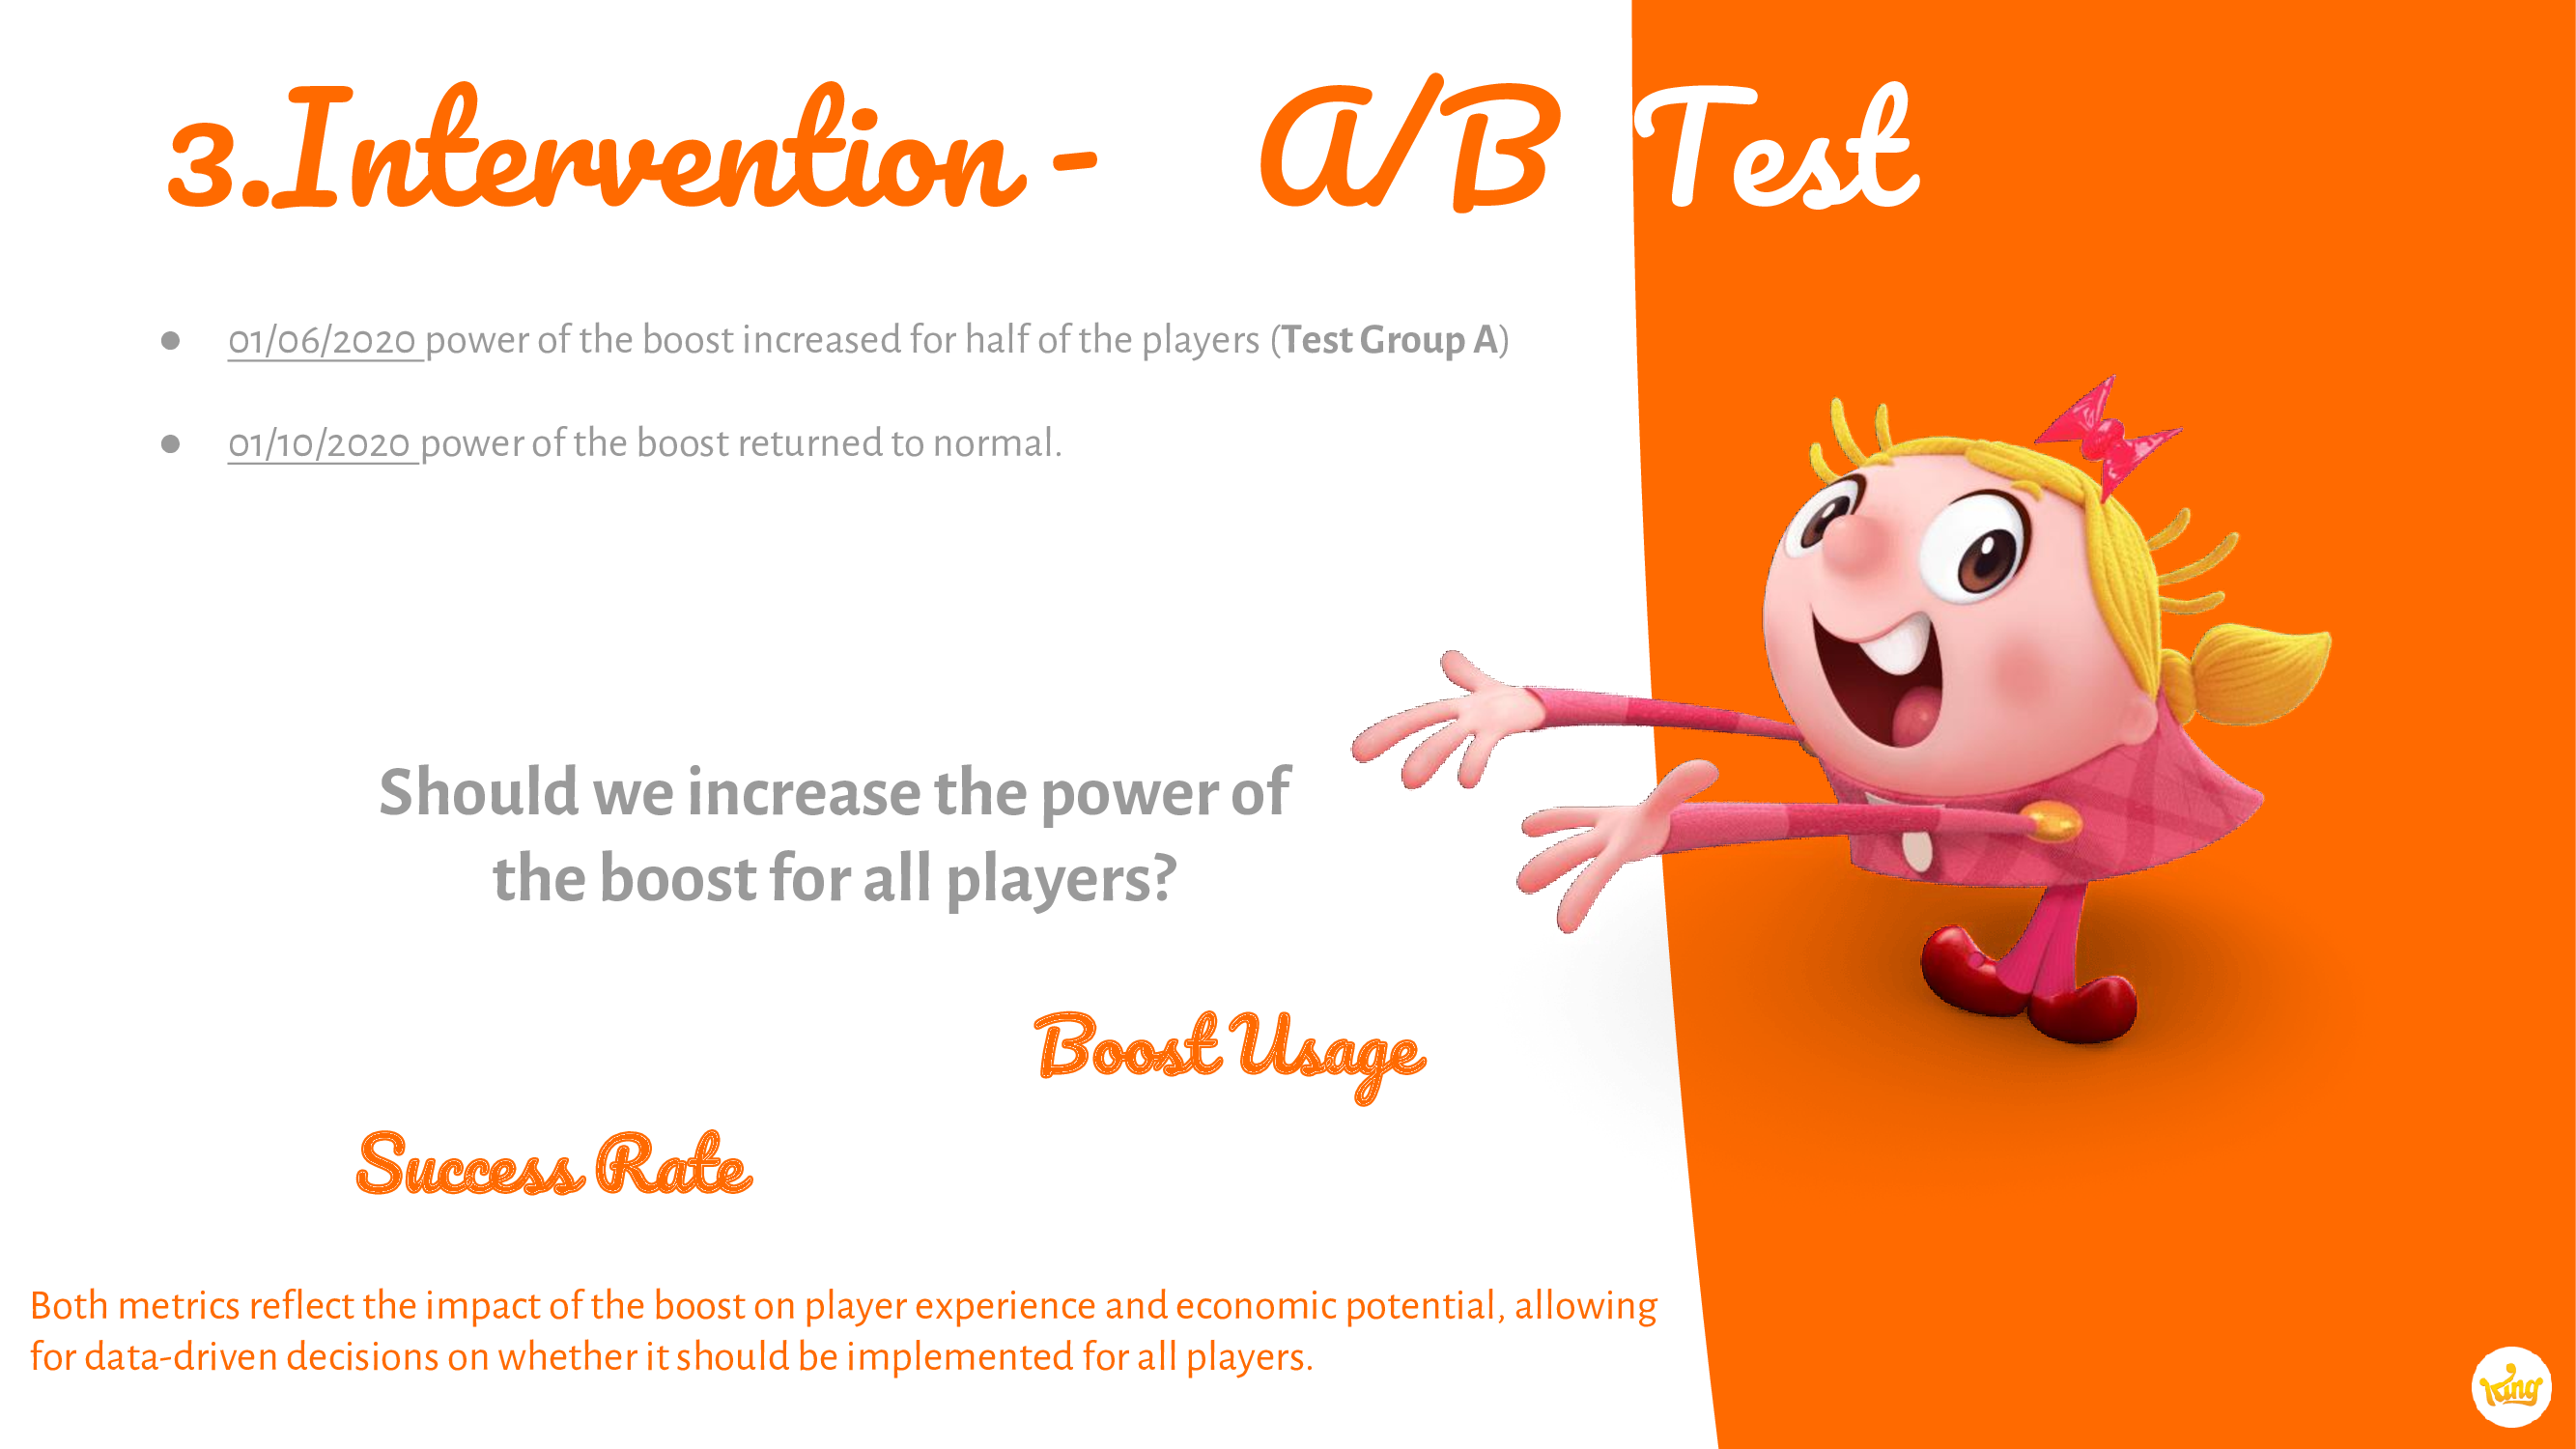 3.Intervention - A/B Test
● 01/06/2020 power of the boost increased for half of the players (Test Group A)
● 01/10/2020 power of the boost returned to normal.
Should we increase the power of
the boost for all players?
Boost Usage
Success Rate
Both metrics reflect the impact of the boost on player experience and economic potential, allowing
for data-driven decisions on whether it should be implemented for all players.
King